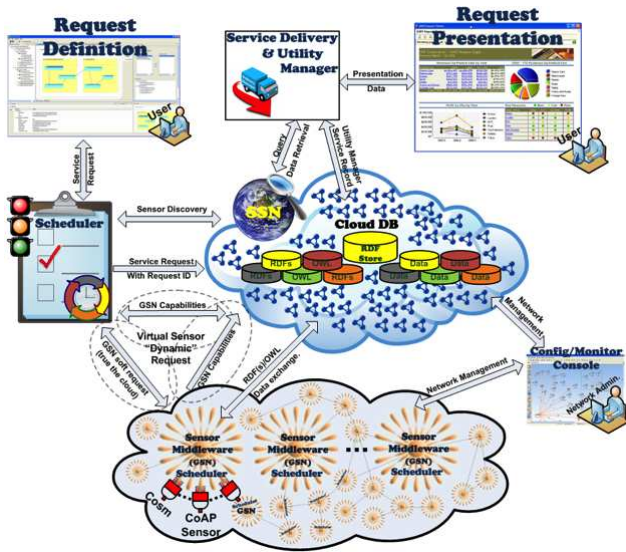 Request
Definition
User
Service Delivery
& Utility
Manager
Presentation
Data
Request
Presentation
User
Service
Request
Query
Data Retrieval
Utility Manager
Service Record
Scheduler
Sensor Discovery
SSN
Cloud DB
RDF
Store
RDFs
OWL
Data
Data
RDFs
OWL
RDFs
Data
Data
Data
Service Request
With Request ID
GSN Capabilities
Virtual Sensor
"Dynamic"
Request
GSN soft request
(true the cloud)
GSN Capabilities
RDF(s)/OWL
Data exchange.
Network
Management
Network Management
Config/Monitor
Console
Network Admin.
Sensor
Middleware
(GSN)
Scheduler
Sensor
Middleware
(GSN)
Scheduler
Sensor
Middleware
(GSN)
Scheduler
Cosm
CoAP
Sensor
GSN